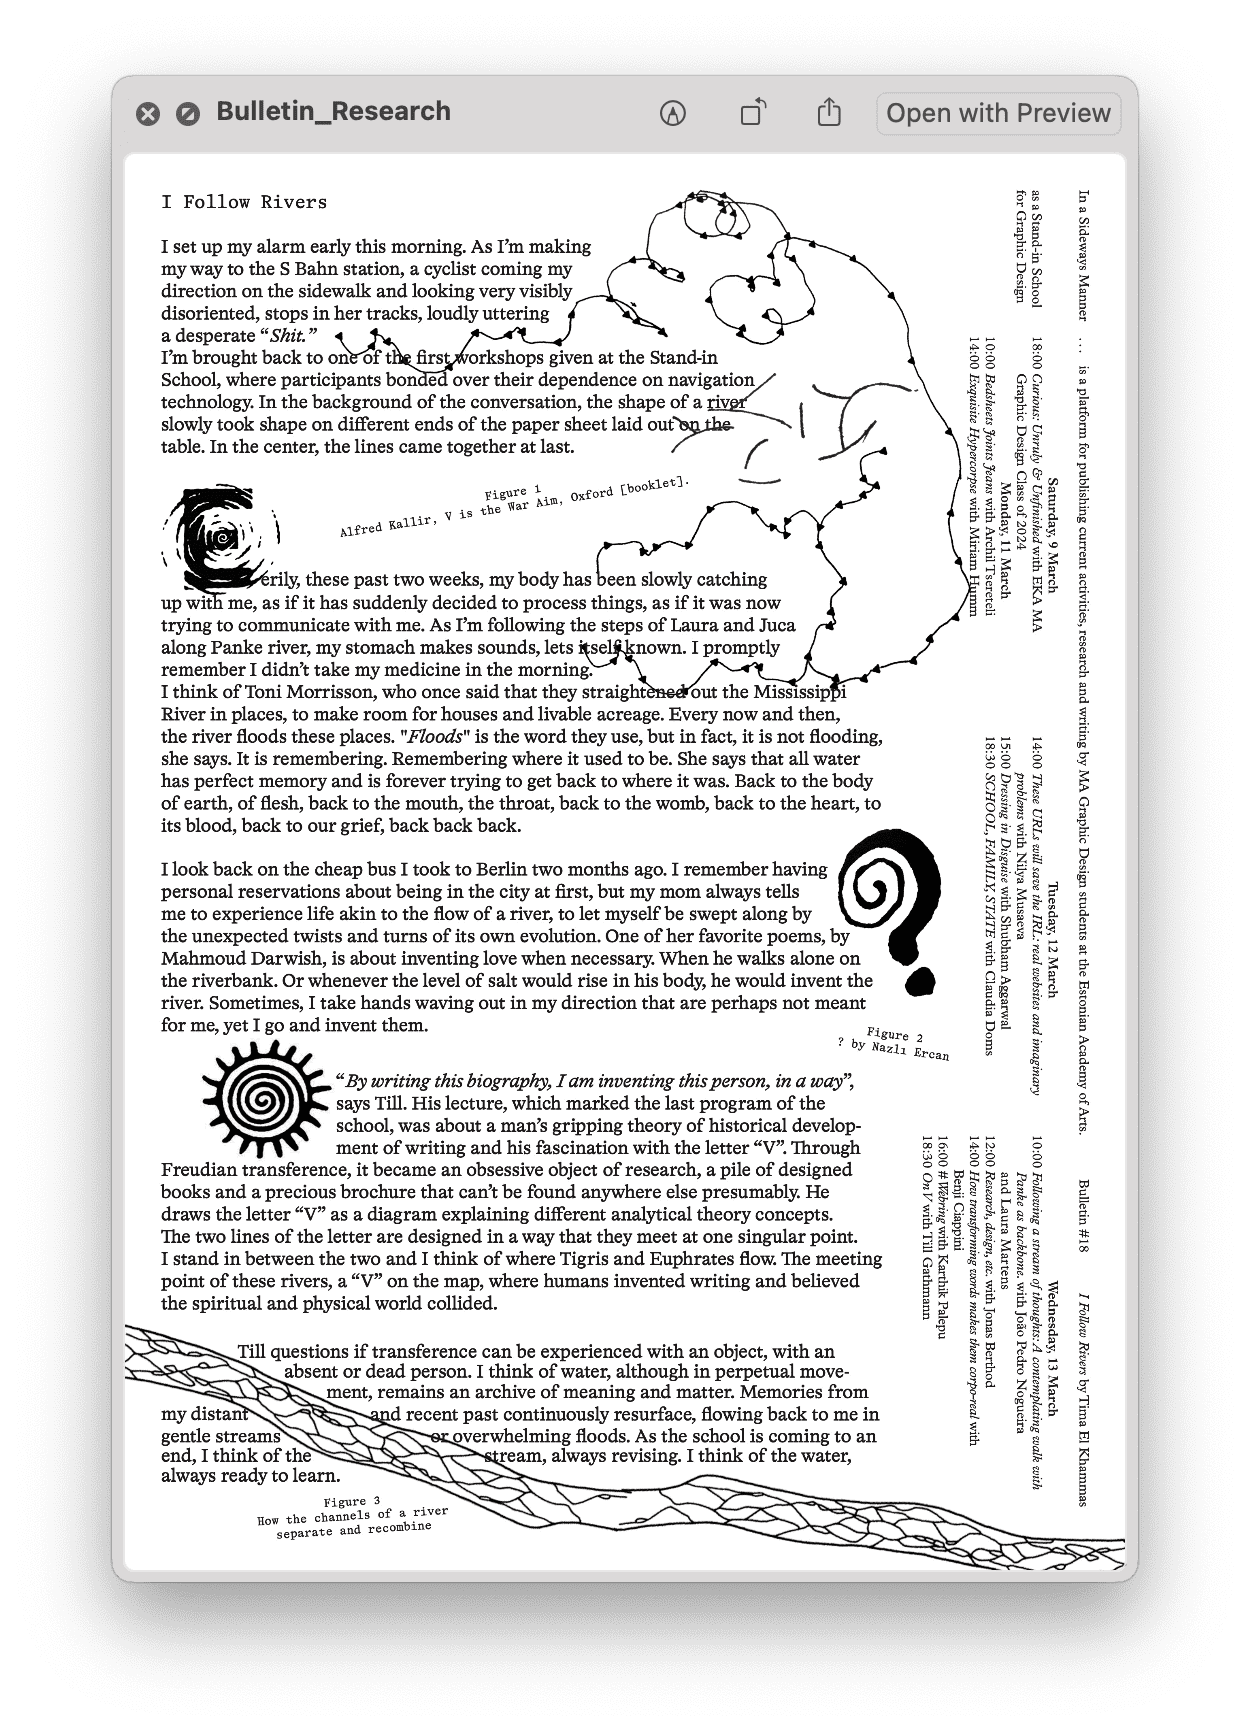 Bulletin_Research
Open with Preview
I Follow Rivers
I set up my alarm early this morning. As I’m making
my way to the S Bahn station, a cyclist coming my
direction on the sidewalk and looking very visibly
disoriented, stops in her tracks, loudly uttering
a desperate “Shit.”
I’m brought back to one of the first workshops given at the Stand-in
School, where participants bonded over their dependence on navigation
technology. In the background of the conversation, the shape of a river
slowly took shape on different ends of the paper sheet laid out on the
table. In the center, the lines came together at last.
Figure 1
Alfred Kallir, V is the War Aim, Oxford [booklet].
érily, these past two weeks, my body has been slowly catching
up with me, as if it has suddenly decided to process things, as if it was now
trying to communicate with me. As I’m following the steps of Laura and Juca
along Panke river, my stomach makes sounds, lets itself known. I promptly
remember I didn’t take my medicine in the morning.
I think of Toni Morrisson, who once said that they straightened out the Mississippi
River in places, to make room for houses and livable acreage. Every now and then,
the river floods these places. "Floods" is the word they use, but in fact, it is not flooding,
she says. It is remembering. Remembering where it used to be. She says that all water
has perfect memory and is forever trying to get back to where it was. Back to the body
of earth, of flesh, back to the mouth, the throat, back to the womb, back to the heart, to
its blood, back to our grief, back back back.
I look back on the cheap bus I took to Berlin two months ago. I remember having
personal reservations about being in the city at first, but my mom always tells
me to experience life akin to the flow of a river, to let myself be swept along by
the unexpected twists and turns of its own evolution. One of her favorite poems, by
Mahmoud Darwish, is about inventing love when necessary. When he walks alone on
the riverbank. Or whenever the level of salt would rise in his body, he would invent the
river. Sometimes, I take hands waving out in my direction that are perhaps not meant
for me, yet I go and invent them.
?
Figure 2
? by Nazlı Ercan
“By writing this biography, I am inventing this person, in a way”,
says Till. His lecture, which marked the last program of the
school, was about a man’s gripping theory of historical develop-
ment of writing and his fascination with the letter “V”. Through
Freudian transference, it became an obsessive object of research, a pile of designed
books and a precious brochure that can’t be found anywhere else presumably. He
draws the letter “V” as a diagram explaining different analytical theory concepts.
The two lines of the letter are designed in a way that they meet at one singular point.
I stand in between the two and I think of where Tigris and Euphrates flow. The meeting
point of these rivers, a “V” on the map, where humans invented writing and believed
the spiritual and physical world collided.
Till questions if transference can be experienced with an object, with an
absent or dead person. I think of water, although in perpetual move-
ment, remains an archive of meaning and matter. Memories from
my distant and recent past continuously resurface, flowing back to me in
gentle streams or overwhelming floods. As the school is coming to an
end, I think of the stream, always revising. I think of the water,
always ready to learn.
Figure 3
How the channels of a river
separate and recombine
In a Sideways Manner ... is a platform for publishing current activities, research and writing by MA Graphic Design students at the Estonian Academy of Arts. Bulletin #18 I Follow Rivers by Tima El Khammas
as a Stand-in School
for Graphic Design
Saturday, 9 March
18:00 Curious: Unruly & Unfinished with EKA MA
Graphic Design Class of 2024
Monday, 11 March
10:00 Bedsheets Joints Jeans with Archil Tsereteli
14:00 Exquisite Hypercorpse with Miriam Humm
Tuesday, 12 March
14:00 These URLs will save the IRL: real websites and imaginary
problems with Nilya Musaeva
15:00 Dressing in Disguise with Shubham Aggarwal
18:30 SCHOOL, FAMILY, STATE with Claudia Doms
Wednesday, 13 March
10:00 Following a stream of thoughts: A contemplating walk with
Panke as backbone. with João Pedro Nogueira
and Laura Martens
12:00 Research, design, etc. with Jonas Berthod
14:00 How transforming words makes them corpo-real with
Benji Ciappini
16:00 #Webring with Karthik Palepu
18:30 On V with Till Gathmann